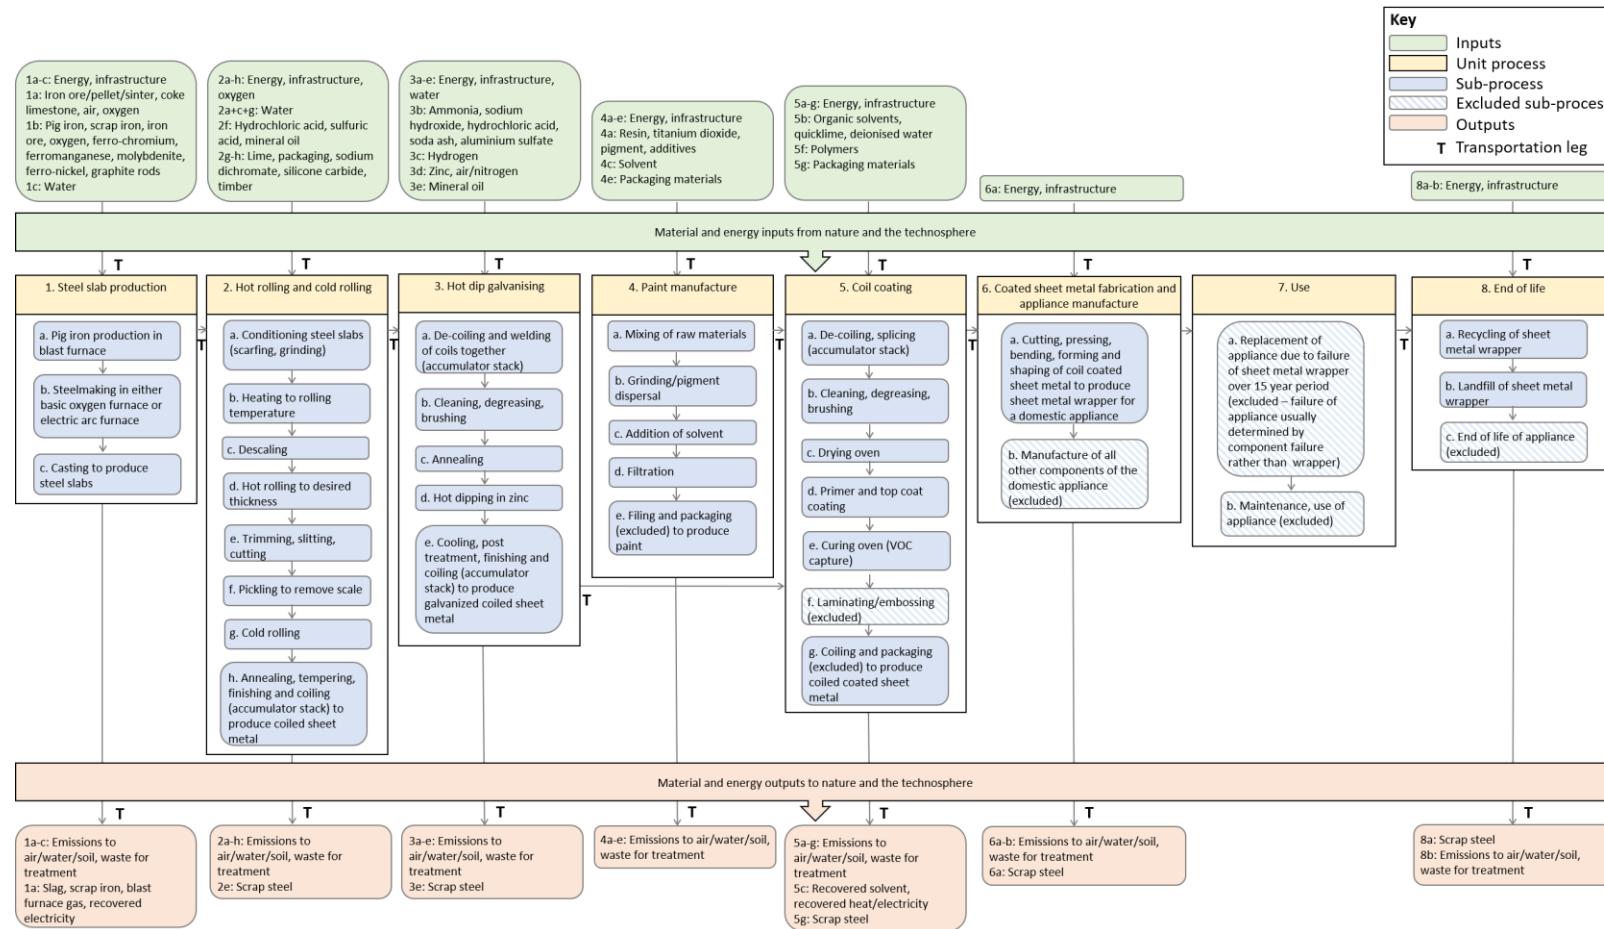 Key
Inputs
Unit process
Sub-process
Excluded sub-proces
Outputs
T Transportation leg
1a-c: Energy, infrastructure
1a: Iron ore/pellet/sinter, coke
limestone, air, oxygen
1b: Pig iron, scrap iron, iron
ore, oxygen, ferro-chromium,
ferromanganese, molybdenite,
ferro-nickel, graphite rods
1c: Water
2a-h: Energy, infrastructure,
oxygen
2a+c+g: Water
2f: Hydrochloric acid, sulfuric
acid, mineral oil
2g-h: Lime, packaging, sodium
dichromate, silicone carbide,
timber
3a-e: Energy, infrastructure,
water
3b: Ammonia, sodium
hydroxide, hydrochloric acid,
soda ash, aluminium sulfate
3c: Hydrogen
3d: Zinc, air/nitrogen
3e: Mineral oil
4a-e: Energy, infrastructure
4a: Resin, titanium dioxide,
pigment, additives
4c: Solvent
4e: Packaging materials
5a-g: Energy, infrastructure
5b: Organic solvents,
quicklime, deionised water
5f: Polymers
5g: Packaging materials
6a: Energy, infrastructure
8a-b: Energy, infrastructure
Material and energy inputs from nature and the technosphere
T
T
T
T
T
T
T
1. Steel slab production
a. Pig iron production in
blast furnace
b. Steelmaking in either
basic oxygen furnace or
electric arc furnace
c. Casting to produce
steel slabs
T
2. Hot rolling and cold rolling
a. Conditioning steel slabs
(scarfing, grinding)
b. Heating to rolling
temperature
c. Descaling
d. Hot rolling to desired
thickness
e. Trimming, slitting,
cutting
f. Pickling to remove scale
g. Cold rolling
h. Annealing, tempering,
finishing and coiling
(accumulator stack) to
produce coiled sheet
metal
T
3. Hot dip galvanising
a. De-coiling and welding
of coils together
(accumulator stack)
b. Cleaning, degreasing,
brushing
c. Annealing
d. Hot dipping in zinc
e. Cooling, post
treatment, finishing and
coiling (accumulator
stack) to produce
galvanized coiled sheet
metal
T
4. Paint manufacture
a. Mixing of raw materials
b. Grinding/pigment
dispersal
c. Addition of solvent
d. Filtration
e. Filing and packaging
(excluded) to produce
paint
T
5. Coil coating
a. De-coiling, splicing
(accumulator stack)
b. Cleaning, degreasing,
brushing
c. Drying oven
d. Primer and top coat
coating
e. Curing oven (VOC
capture)
f. Laminating/embossing
(excluded)
g. Coiling and packaging
(excluded) to produce
coiled coated sheet
metal
T
6. Coated sheet metal fabrication and
appliance manufacture
a. Cutting, pressing,
bending, forming and
shaping of coil coated
sheet metal to produce
sheet metal wrapper for
a domestic appliance
b. Manufacture of all
other components of the
domestic appliance
(excluded)
7. Use
a. Replacement of
appliance due to failure
of sheet metal wrapper
over 15 year period
(excluded – failure of
appliance usually
determined by
component failure
rather than wrapper)
b. Maintenance, use of
appliance (excluded)
T
8. End of life
a. Recycling of sheet
metal wrapper
b. Landfill of sheet metal
wrapper
c. End of life of appliance
(excluded)
Material and energy outputs to nature and the technosphere
T
T
T
T
T
T
T
1a-c: Emissions to
air/water/soil, waste for
treatment
1a: Slag, scrap iron, blast
furnace gas, recovered
electricity
2a-h: Emissions to
air/water/soil, waste for
treatment
2e: Scrap steel
3a-e: Emissions to
air/water/soil, waste for
treatment
3e: Scrap steel
4a-e: Emissions to air/water/soil,
waste for treatment
5a-g: Emissions to
air/water/soil, waste for
treatment
5c: Recovered solvent,
recovered heat/electricity
5g: Scrap steel
6a-b: Emissions to air/water/soil,
waste for treatment
6a: Scrap steel
8a: Scrap steel
8b: Emissions to air/water/soil,
waste for treatment